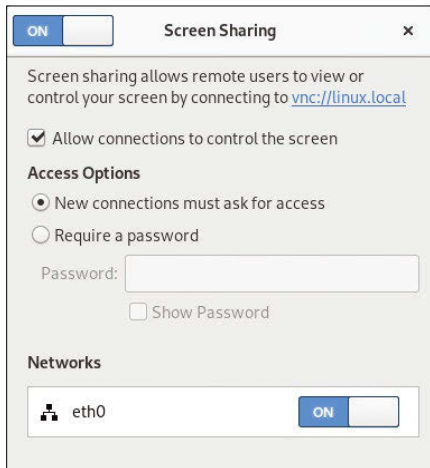 ON Screen Sharing ×
Screen sharing allows remote users to view or
control your screen by connecting to vnc://linux.local
Allow connections to control the screen
Access Options
New connections must ask for access
Require a password
Password:
Show Password
Networks
eth0 ON